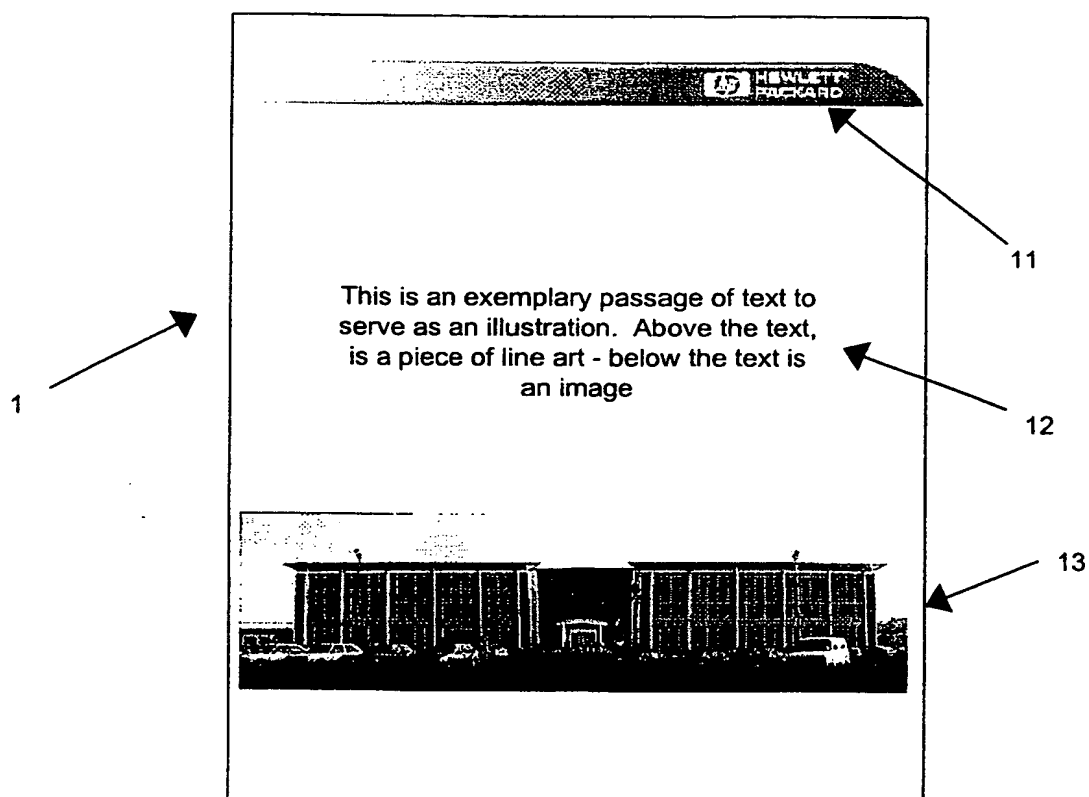 hp HEWLETT
PACKARD
11
This is an exemplary passage of text to
serve as an illustration. Above the text,
is a piece of line art - below the text is
an image
1
12
13